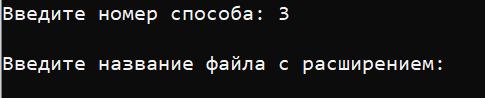 Введите номер способа: 3
Введите название файла с расширением: